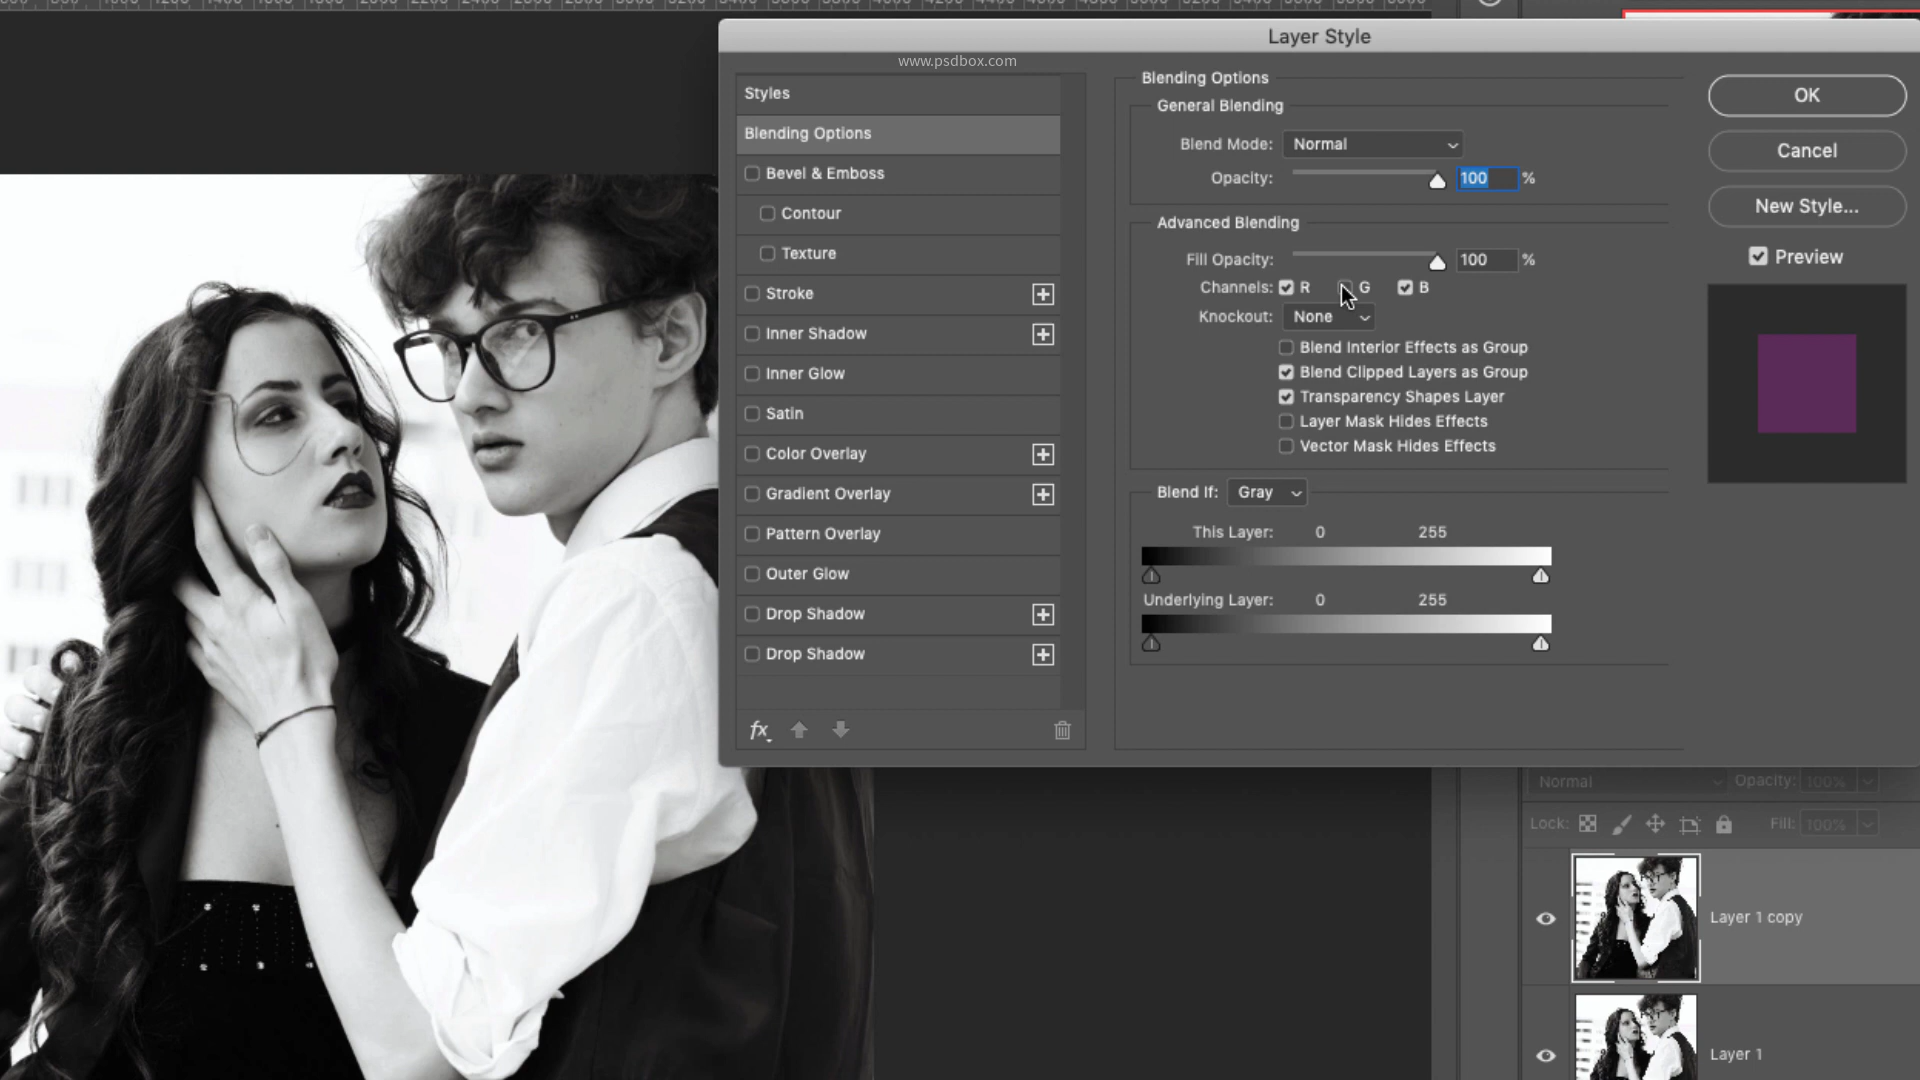 Layer Style
www.psdbox.com
Styles
Blending Options
Bevel & Emboss
Contour
Texture
Stroke
Inner Shadow
Inner Glow
Satin
Color Overlay
Gradient Overlay
Pattern Overlay
Outer Glow
Drop Shadow
Drop Shadow
fx
Blending Options
General Blending
Blend Mode: Normal
Opacity: 100 %
Advanced Blending
Fill Opacity: 100 %
Channels: R G B
Knockout: None
Blend Interior Effects as Group
Blend Clipped Layers as Group
Transparency Shapes Layer
Layer Mask Hides Effects
Vector Mask Hides Effects
Blend If: Gray
This Layer: 0 255
Underlying Layer: 0 255
OK
Cancel
New Style...
Preview
Normal Opacity: 100%
Lock: Fill: 100%
Layer 1 copy
Layer 1